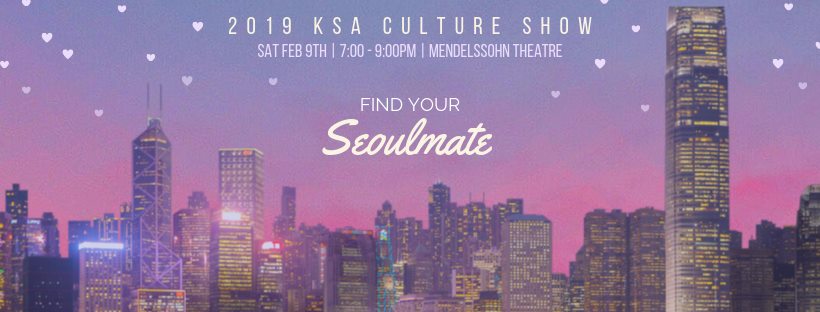 2019 KSA CULTURE SHOW
SAT FEB 9TH | 7:00 - 9:00PM | MENDELSSOHN THEATRE
FIND YOUR
Seoulmate